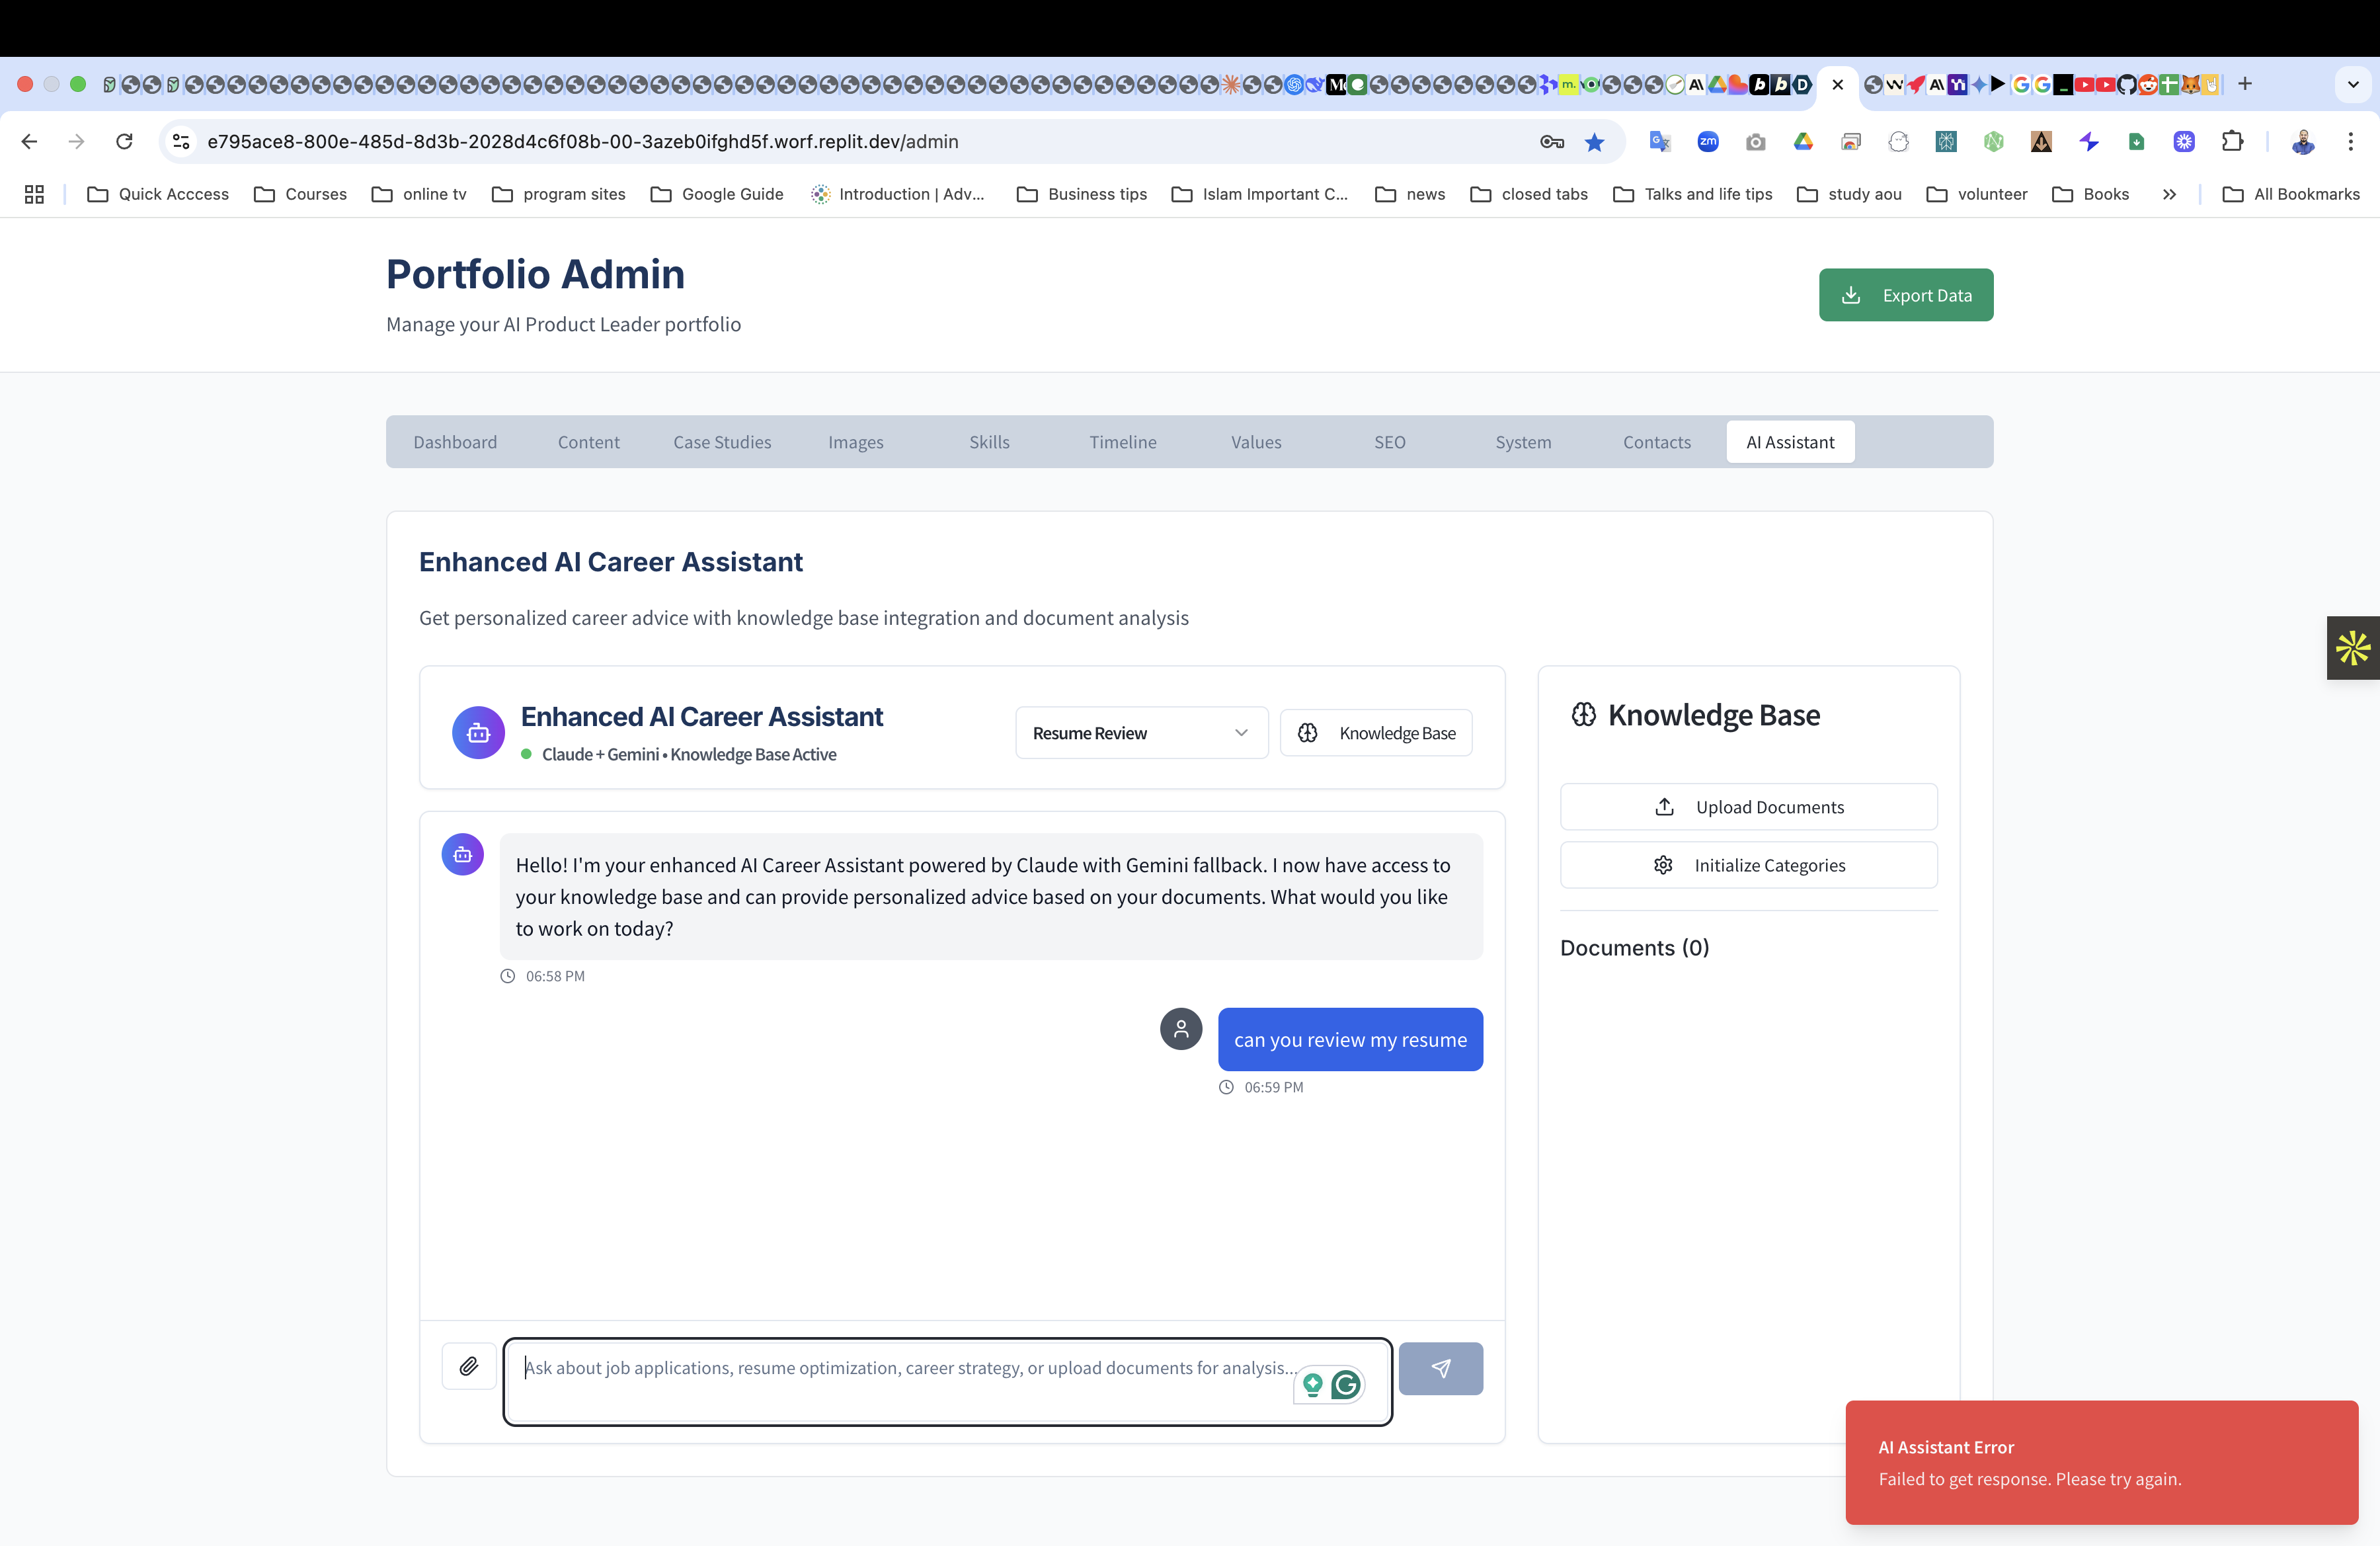 e795ace8-800e-485d-8d3b-2028d4c6f08b-00-3azeb0ifghd5f.worf.replit.dev/admin
Quick Acccess
Courses
online tv
program sites
Google Guide
Introduction | Adv...
Business tips
Islam Important C...
news
closed tabs
Talks and life tips
study aou
volunteer
Books
All Bookmarks
Portfolio Admin
Manage your AI Product Leader portfolio
Export Data
Dashboard
Content
Case Studies
Images
Skills
Timeline
Values
SEO
System
Contacts
AI Assistant
Enhanced AI Career Assistant
Get personalized career advice with knowledge base integration and document analysis
Enhanced AI Career Assistant
Claude + Gemini • Knowledge Base Active
Resume Review
Knowledge Base
Hello! I'm your enhanced AI Career Assistant powered by Claude with Gemini fallback. I now have access to
your knowledge base and can provide personalized advice based on your documents. What would you like
to work on today?
06:58 PM
can you review my resume
06:59 PM
Ask about job applications, resume optimization, career strategy, or upload documents for analysis...
Knowledge Base
Upload Documents
Initialize Categories
Documents (0)
AI Assistant Error
Failed to get response. Please try again.